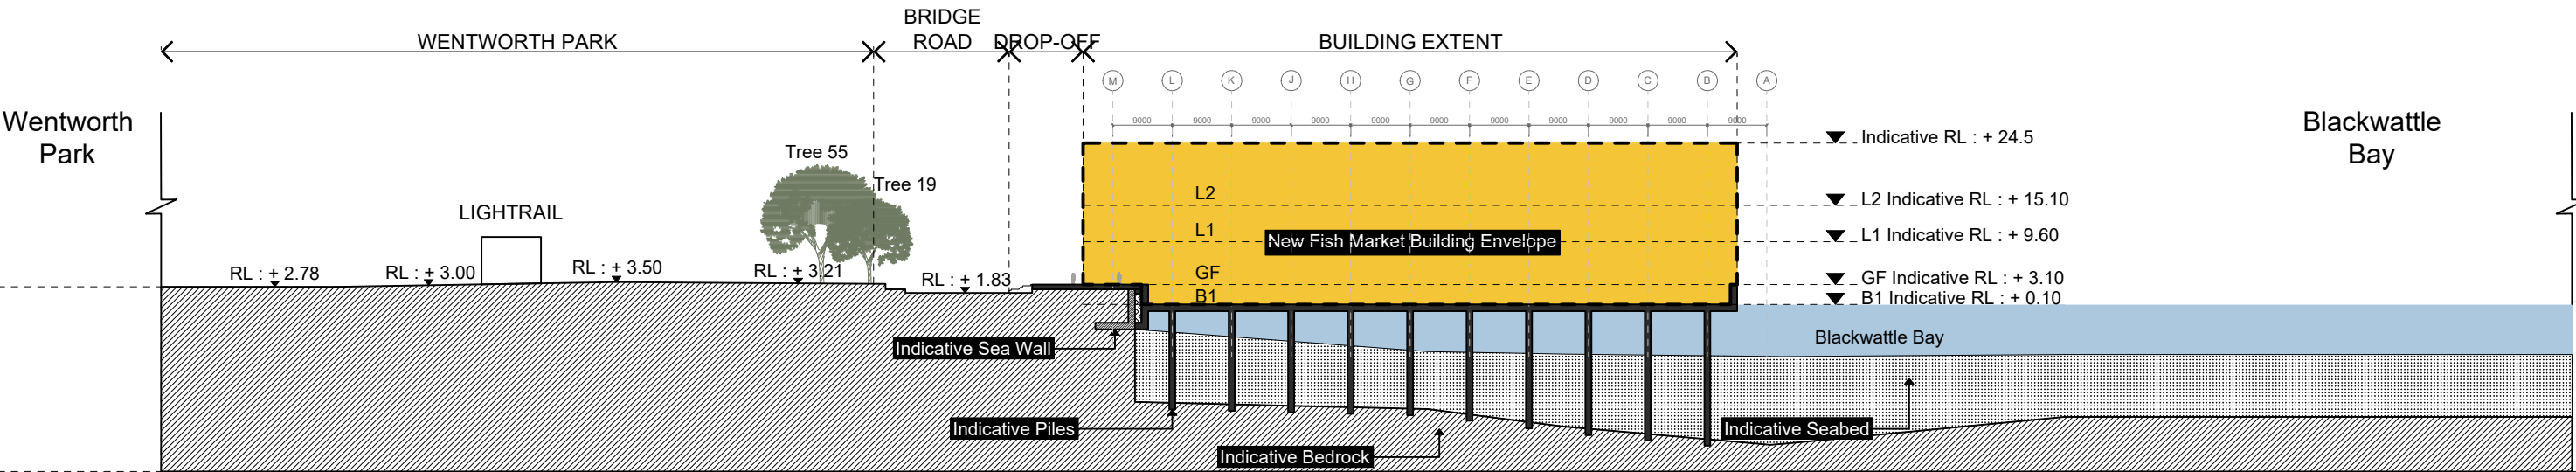 BRIDGE
WENTWORTH PARK
ROAD
DROP-OFF
BUILDING EXTENT
M
L
K
J
H
G
F
E
D
C
B
A
Wentworth
Park
Blackwattle
Bay
9000
9000
9000
9000
9000
9000
9000
9000
9000
9000
9000
Indicative RL : + 24.5
Tree 55
Tree 19
L2
L2 Indicative RL : + 15.10
LIGHTRAIL
L1
L1 Indicative RL : + 9.60
New Fish Market Building Envelope
RL : + 2.78
RL : + 3.00
RL : + 3.50
RL : + 3.21
RL : + 1.83
GF
GF Indicative RL : + 3.10
B1
B1 Indicative RL : + 0.10
Indicative Sea Wall
Blackwattle Bay
Indicative Piles
Indicative Seabed
Indicative Bedrock